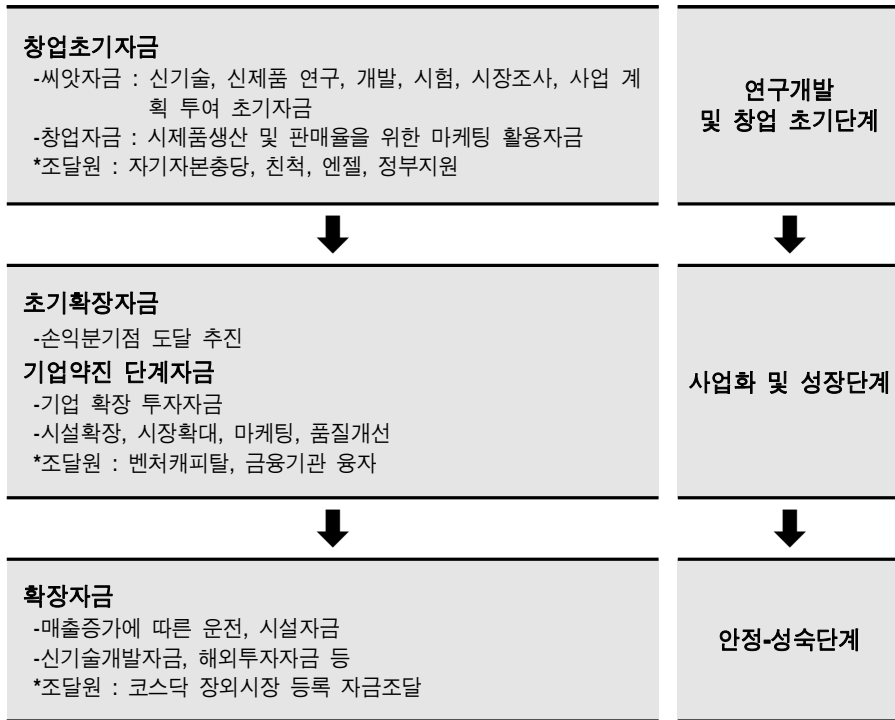 창업초기자금
-씨앗자금 : 신기술, 신제품 연구, 개발, 시험, 시장조사, 사업 계
획 투여 초기자금
-창업자금 : 시제품생산 및 판매율을 위한 마케팅 활용자금
*조달원 : 자기자본충당, 친척, 엔젤, 정부지원
연구개발
및 창업 초기단계
초기확장자금
-손익분기점 도달 추진
기업약진 단계자금
-기업 확장 투자자금
-시설확장, 시장확대, 마케팅, 품질개선
*조달원 : 벤처캐피탈, 금융기관 융자
사업화 및 성장단계
확장자금
-매출증가에 따른 운전, 시설자금
-신기술개발자금, 해외투자자금 등
*조달원 : 코스닥 장외시장 등록 자금조달
안정-성숙단계